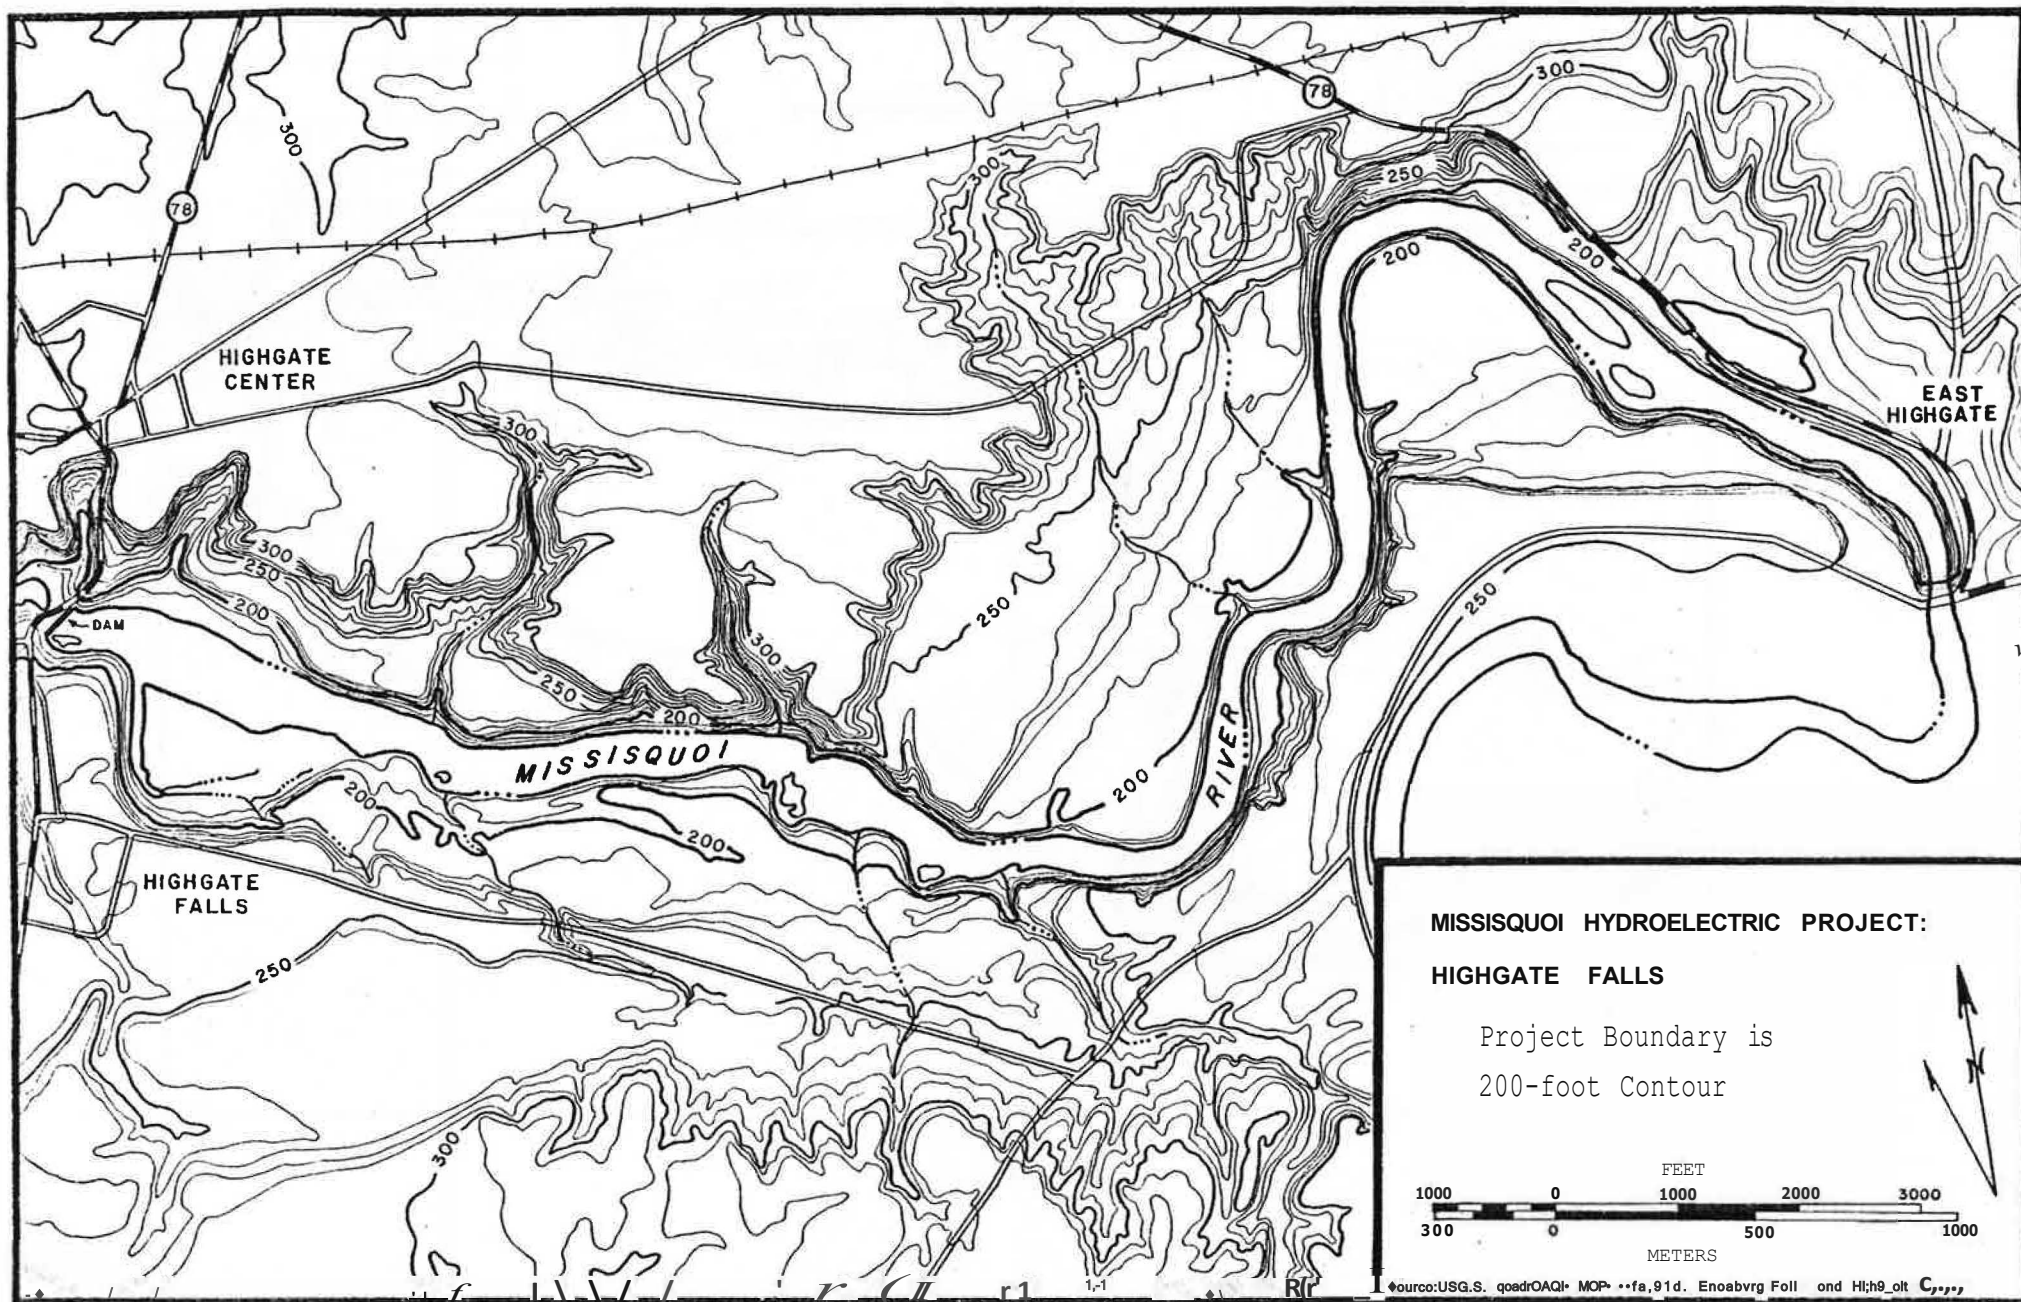 78
300
300
78
300
250
200
200
HIGHGATE
CENTER
EAST
HIGHGATE
300
300
250
200
DAM
250
250
300
250
200
MISSISQUOI
RIVER
200
200
200
HIGHGATE
FALLS
250
300
MISSISQUOI HYDROELECTRIC PROJECT:
HIGHGATE FALLS
Project Boundary is
200-foot Contour
N
FEET
1000 0 1000 2000 3000
300 0 500 1000
METERS